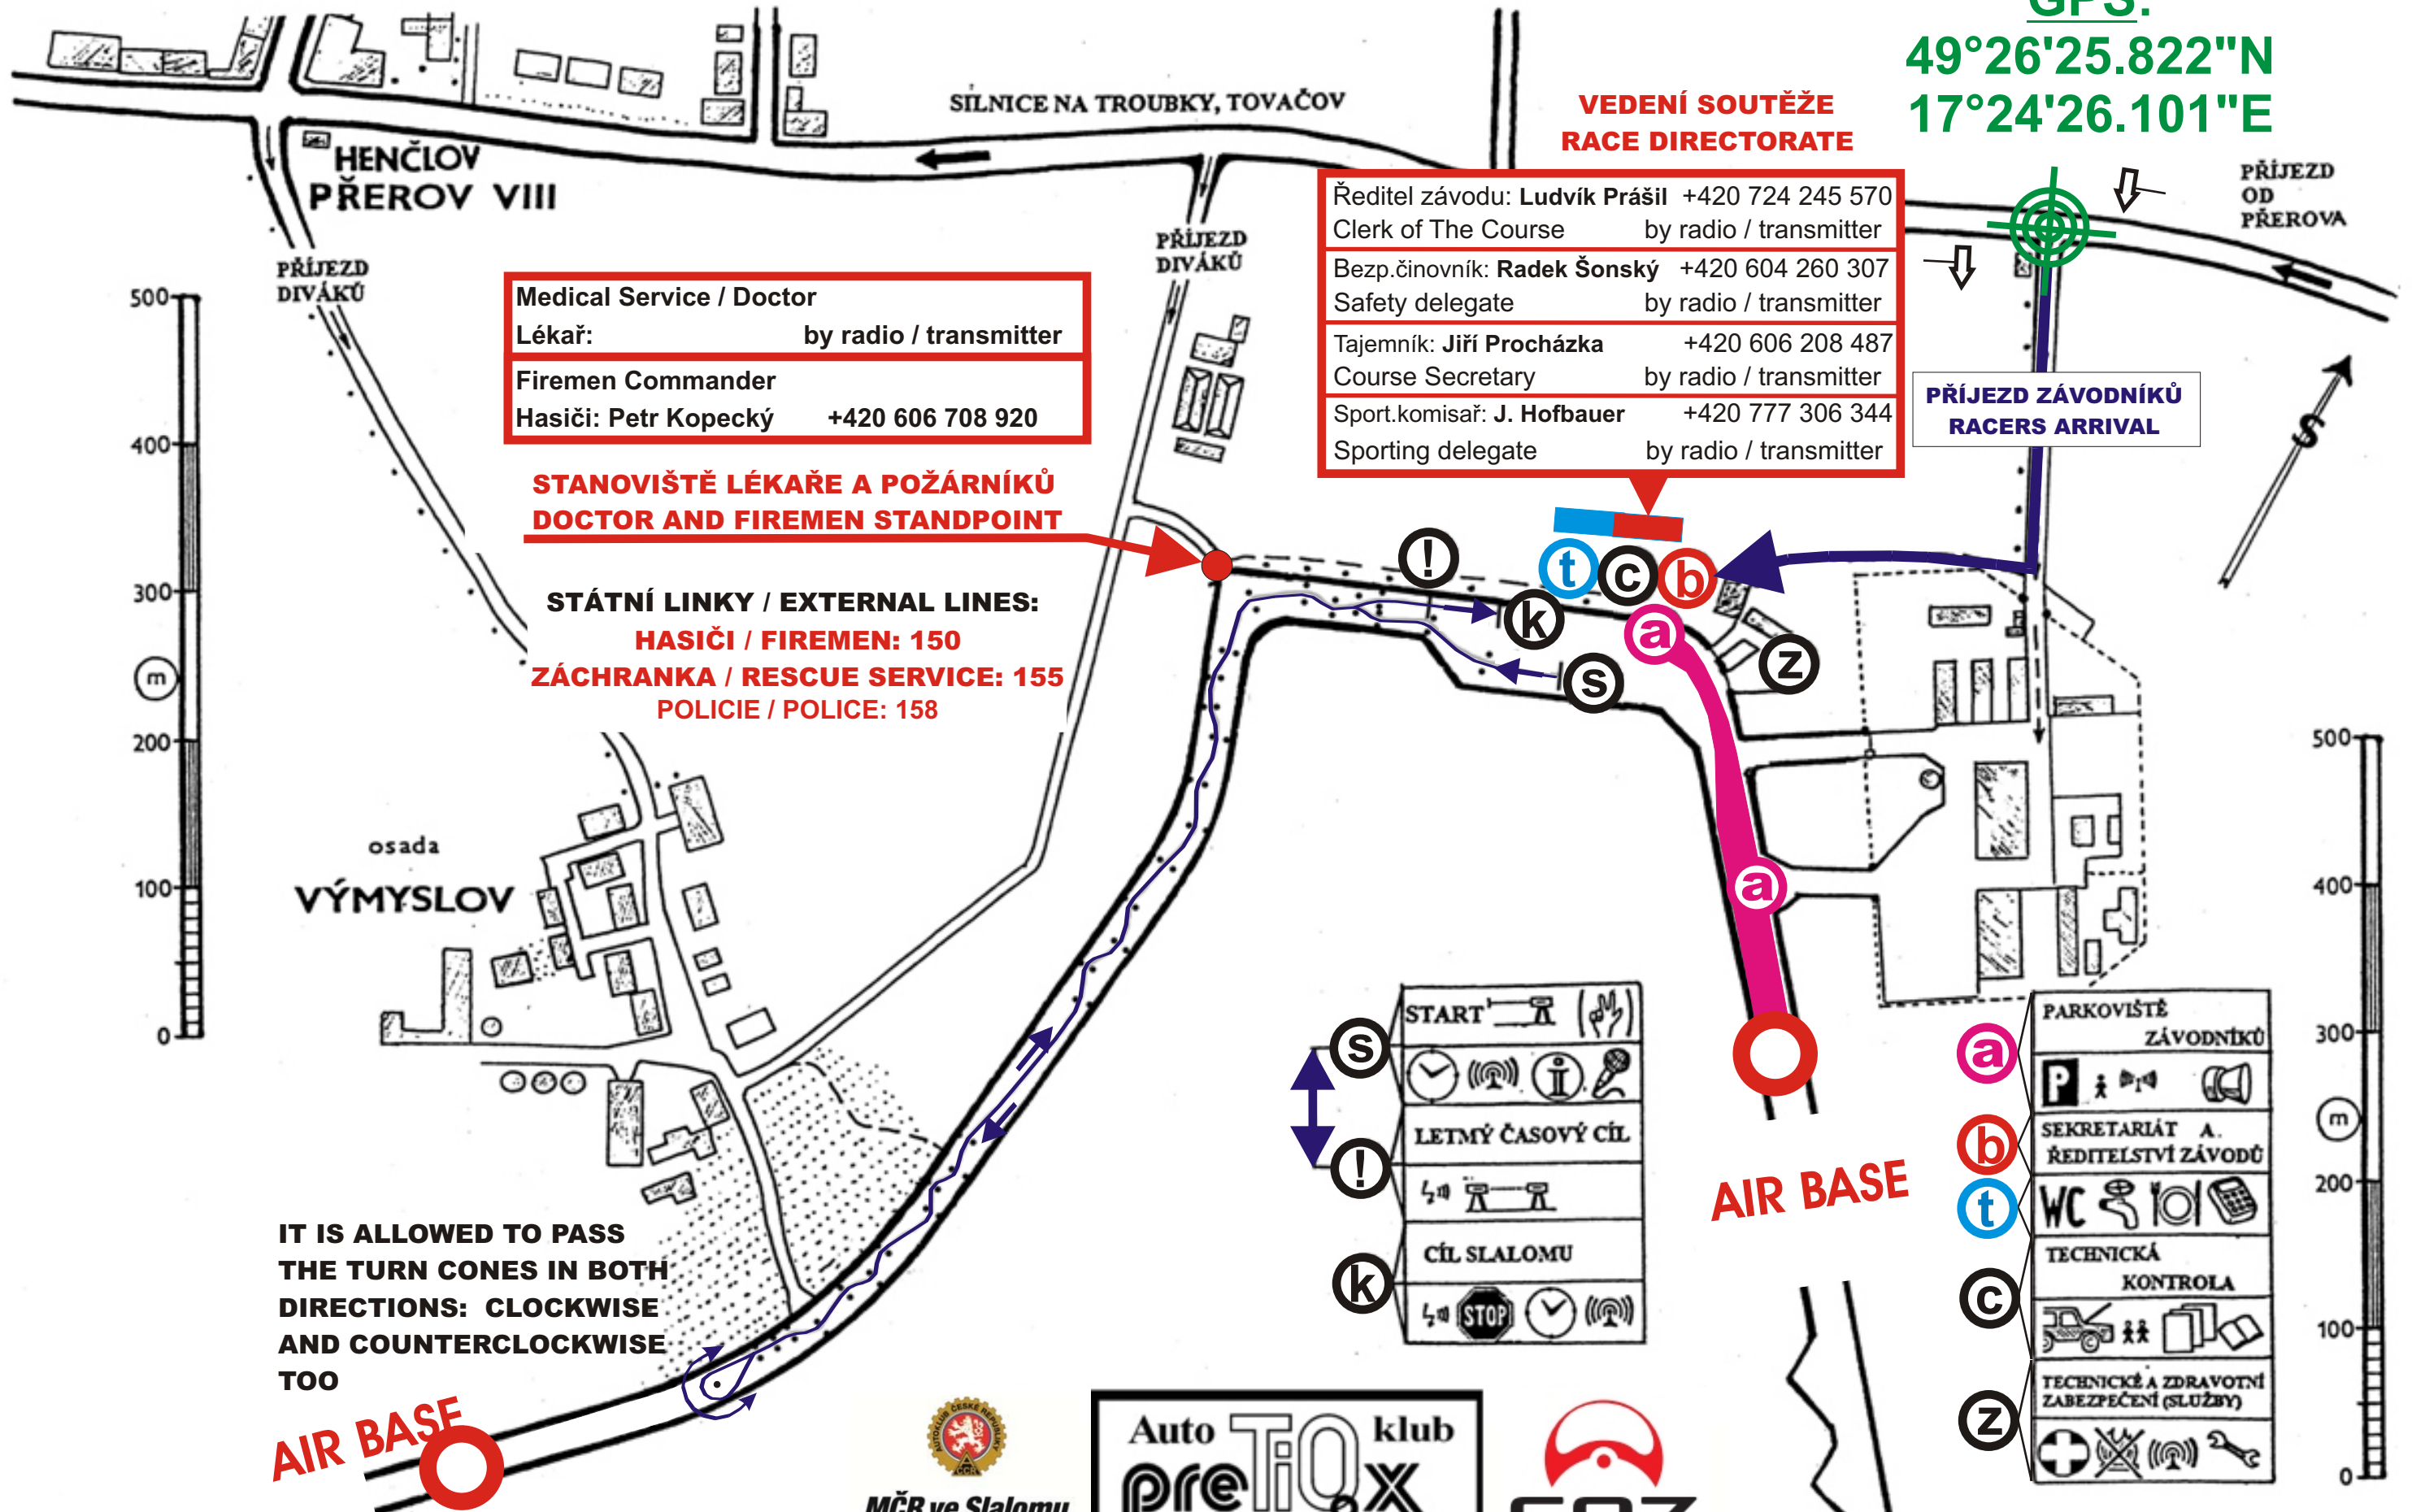 GPS:
49°26'25.822"N
17°24'26.101"E
SILNICE NA TROUBKY, TOVAČOV
VEDENÍ SOUTĚŽE
RACE DIRECTORATE
HENČLOV
PŘEROV VIII
PŘÍJEZD
OD
PŘEROVA
Ředitel závodu: Ludvík Prášil +420 724 245 570
Clerk of The Course by radio / transmitter
Bezp.činovník: Radek Šonský +420 604 260 307
Safety delegate by radio / transmitter
Tajemník: Jiří Procházka +420 606 208 487
Course Secretary by radio / transmitter
Sport.komisař: J. Hofbauer +420 777 306 344
Sporting delegate by radio / transmitter
PŘÍJEZD
DIVÁKŮ
PŘÍJEZD
DIVÁKŮ
Medical Service / Doctor
Lékař: by radio / transmitter
Firemen Commander
Hasiči: Petr Kopecký +420 606 708 920
PŘÍJEZD ZÁVODNÍKŮ
RACERS ARRIVAL
S
STANOVIŠTĚ LÉKAŘE A POŽÁRNÍKŮ
DOCTOR AND FIREMEN STANDPOINT
STÁTNÍ LINKY / EXTERNAL LINES:
HASIČI / FIREMEN: 150
ZÁCHRANKA / RESCUE SERVICE: 155
POLICIE / POLICE: 158
500
400
300
m
200
100
0
!
t
c
b
k
a
s
z
a
osada
VÝMYSLOV
500
400
300
m
200
100
0
s
START
!
LETMÝ ČASOVÝ CÍL
k
CÍL SLALOMU
STOP
AIR BASE
a
PARKOVIŠTĚ
ZÁVODNÍKŮ
P
b
SEKRETARIÁT A.
ŘEDITELSTVÍ ZÁVODŮ
t
WC
c
TECHNICKÁ
KONTROLA
z
TECHNICKÉ A ZDRAVOTNÍ
ZABEZPEČENÍ (SLUŽBY)
IT IS ALLOWED TO PASS
THE TURN CONES IN BOTH
DIRECTIONS: CLOCKWISE
AND COUNTERCLOCKWISE
TOO
AIR BASE
AUTOKLUB ČESKÉ REPUBLIKY
AČCR
MČR ve Slalomu
Auto klub
preTiOx